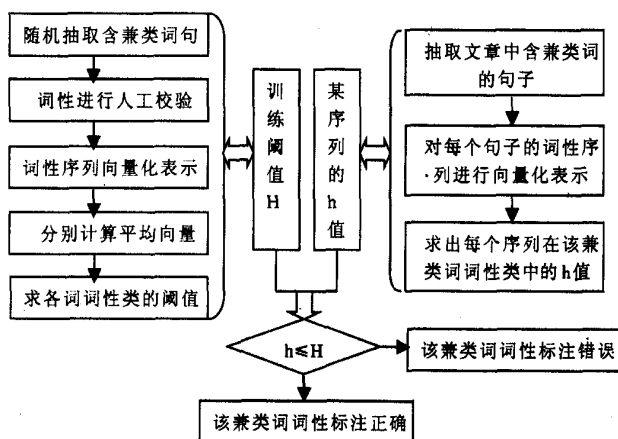 随机抽取含兼类词句
词性进行人工校验
词性序列向量化表示
分别计算平均向量
求各词词性类的阈值
训
练
阈
值
H
某
序
列
的
h
值
抽取文章中含兼类词
的句子
对每个句子的词性序
列进行向量化表示
求出每个序列在该兼
类词词性类中的h值
h≤H
该兼类词词性标注错误
该兼类词词性标注正确